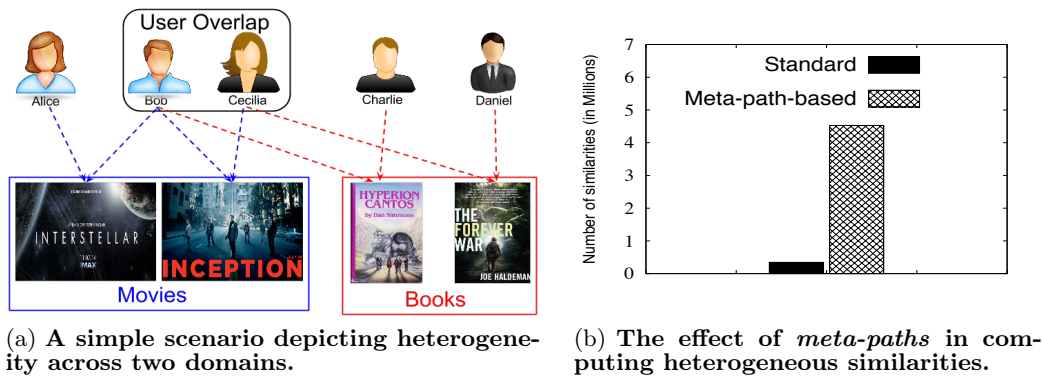 User Overlap
Alice
Bob
Cecilia
Charlie
Daniel
INTERSTELLAR
IMAX
INCEPTION
Movies
HYPERION
CANTOS
by Dan Simmons
THE
FOREVER
WAR
JOE HALDEMAN
Books
(a) A simple scenario depicting heterogene-
ity across two domains.
Number of similarities (in Millions)
7
6
5
4
3
2
1
0
Standard
Meta-path-based
(b) The effect of meta-paths in com-
puting heterogeneous similarities.